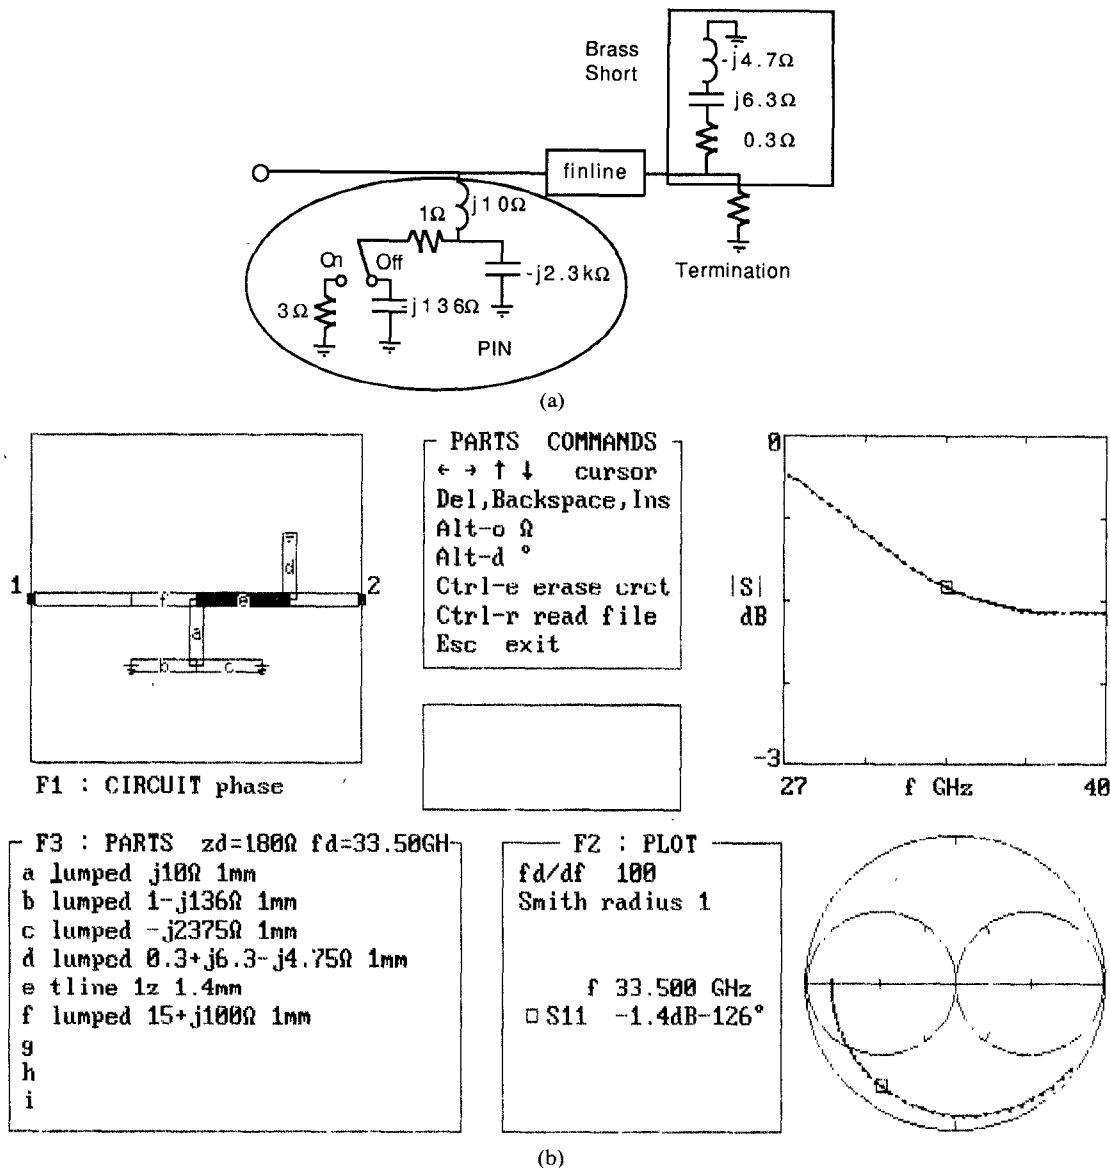 Brass
Short
-j4.7Ω
j6.3Ω
0.3Ω
finline
j10Ω
1Ω
On
Off
-j2.3kΩ
3Ω
-j136Ω
Termination
PIN
(a)
PARTS COMMANDS
← → ↑ ↓ cursor
Del,Backspace,Ins
Alt-o Ω
Alt-d °
Ctrl-e erase crct
Ctrl-r read file
Esc exit
1
2
f
e
d
a
b
c
F1 : CIRCUIT phase
0
|S|
dB
-3
27
f GHz
40
F3 : PARTS zd=180Ω fd=33.50GH
a lumped j10Ω 1mm
b lumped 1-j136Ω 1mm
c lumped -j2375Ω 1mm
d lumped 0.3+j6.3-j4.75Ω 1mm
e tline 1z 1.4mm
f lumped 15+j100Ω 1mm
g
h
i
F2 : PLOT
fd/df 100
Smith radius 1
f 33.500 GHz
□ S11 -1.4dB-126°
(b)